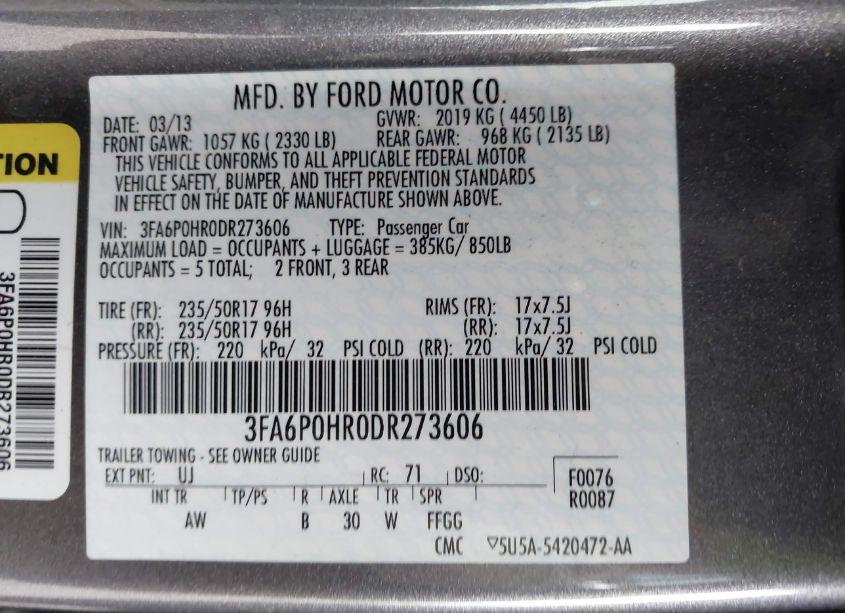 MFD. BY FORD MOTOR CO.
DATE: 03/13 GVWR: 2019 KG ( 4450 LB)
FRONT GAWR: 1057 KG ( 2330 LB) REAR GAWR: 968 KG ( 2135 LB)
THIS VEHICLE CONFORMS TO ALL APPLICABLE FEDERAL MOTOR
VEHICLE SAFETY, BUMPER, AND THEFT PREVENTION STANDARDS
IN EFFECT ON THE DATE OF MANUFACTURE SHOWN ABOVE.
VIN: 3FA6P0HR0DR273606 TYPE: Passenger Car
MAXIMUM LOAD = OCCUPANTS + LUGGAGE = 385KG/ 850LB
OCCUPANTS = 5 TOTAL; 2 FRONT, 3 REAR
TIRE (FR): 235/50R17 96H RIMS (FR): 17x7.5J
(RR): 235/50R17 96H (RR): 17x7.5J
PRESSURE (FR): 220 kPa/ 32 PSI COLD (RR): 220 kPa/ 32 PSI COLD
3FA6P0HR0DR273606
TRAILER TOWING - SEE OWNER GUIDE
EXT PNT: UJ RC: 71 DSO: F0076
R0087
INT TR TP/PS R AXLE TR SPR
AW B 30 W FFGG
CMC ▽5U5A-5420472-AA
TION
3FA6P0HR0DR273606